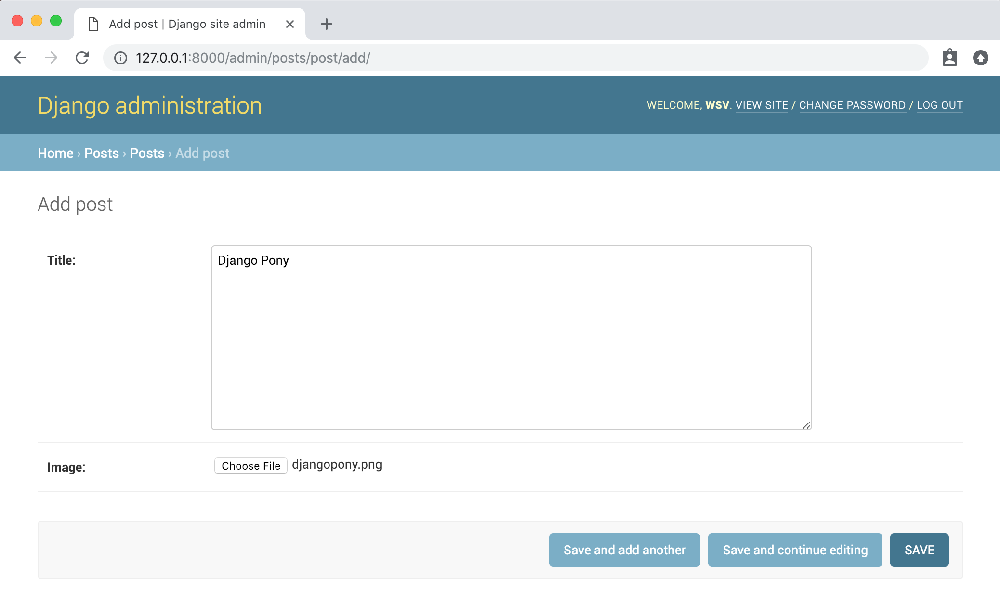 Add post | Django site admin
127.0.0.1:8000/admin/posts/post/add/
Django administration
WELCOME, WSV. VIEW SITE / CHANGE PASSWORD / LOG OUT
Home › Posts › Posts › Add post
Add post
Title:
Django Pony
Image:
Choose File djangopony.png
Save and add another
Save and continue editing
SAVE